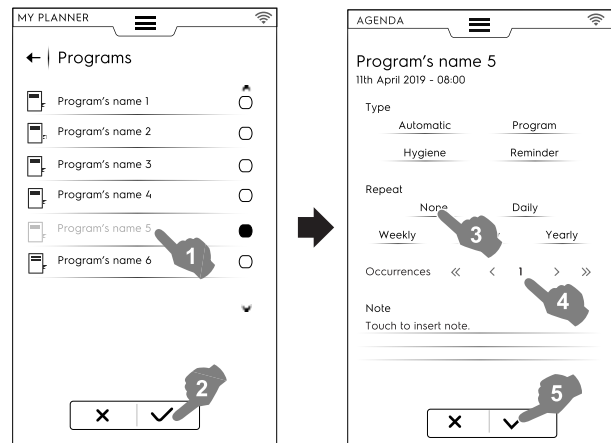 MY PLANNER
Programs
Program's name 1
Program's name 2
Program's name 3
Program's name 4
Program's name 5
Program's name 6
1
2
AGENDA
Program's name 5
11th April 2019 - 08:00
Type
Automatic Program
Hygiene Reminder
Repeat
None Daily
Weekly Yearly
3
Occurrences « < 1 > »
4
Note
Touch to insert note.
5